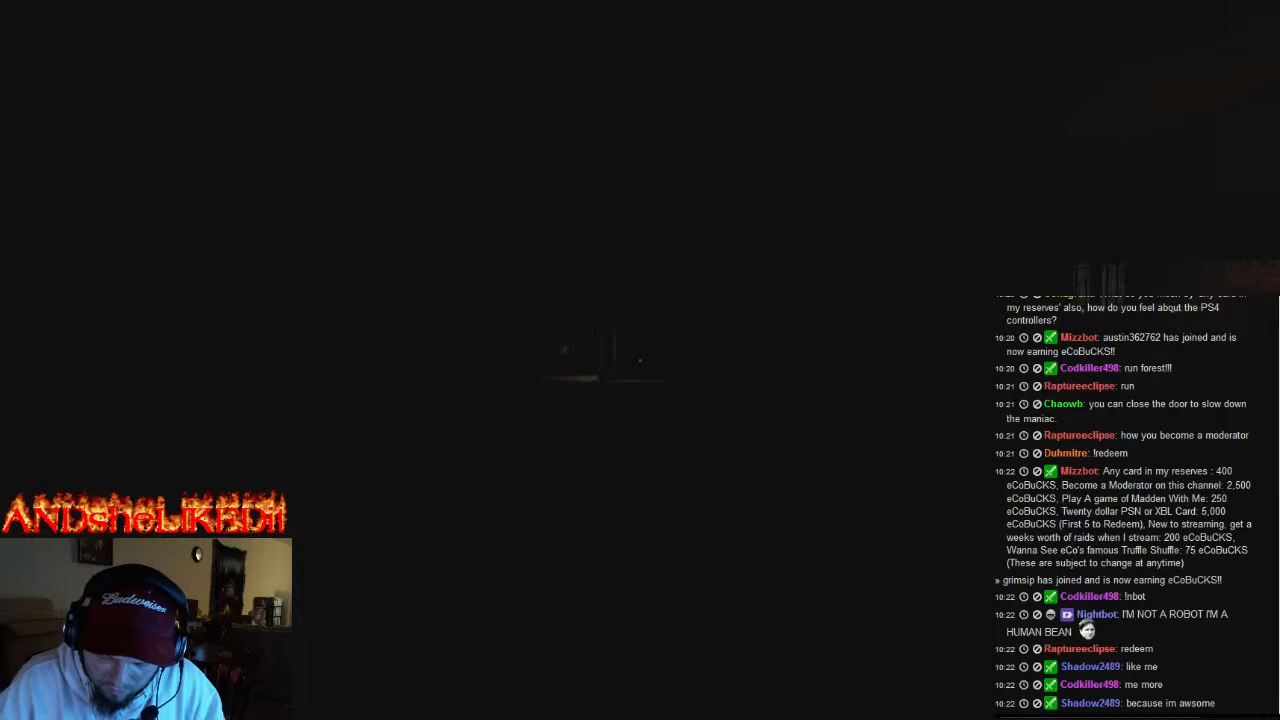 my reserves' also, how do you feel abput the PS4
controllers?
10:20 Mizzbot: austin362762 has joined and is
now earning eCoBuCKS!!
10:20 Codkiller498: run forest!!!
10:21 Raptureeclipse: run
10:21 Chaowb: you can close the door to slow down
the maniac.
10:21 Raptureeclipse: how you become a moderator
10:21 Duhmitre: !redeem
10:22 Mizzbot: Any card in my reserves : 400
eCoBuCKS, Become a Moderator on this channel: 2,500
eCoBuCKS, Play A game of Madden With Me: 250
eCoBuCKS, Twenty dollar PSN or XBL Card: 5,000
eCoBuCKS (First 5 to Redeem), New to streaming, get a
weeks worth of raids when I stream: 200 eCoBuCKS,
Wanna See eCo's famous Truffle Shuffle: 75 eCoBuCKS
(These are subject to change at anytime)
» grimsip has joined and is now earning eCoBuCKS!!
10:22 Codkiller498: !nbot
10:22 Nightbot: I'M NOT A ROBOT I'M A
HUMAN BEAN
10:22 Raptureeclipse: redeem
10:22 Shadow2489: like me
10:22 Codkiller498: me more
10:22 Shadow2489: because im awsome
ANDsheLIKEDIt
Budweiser